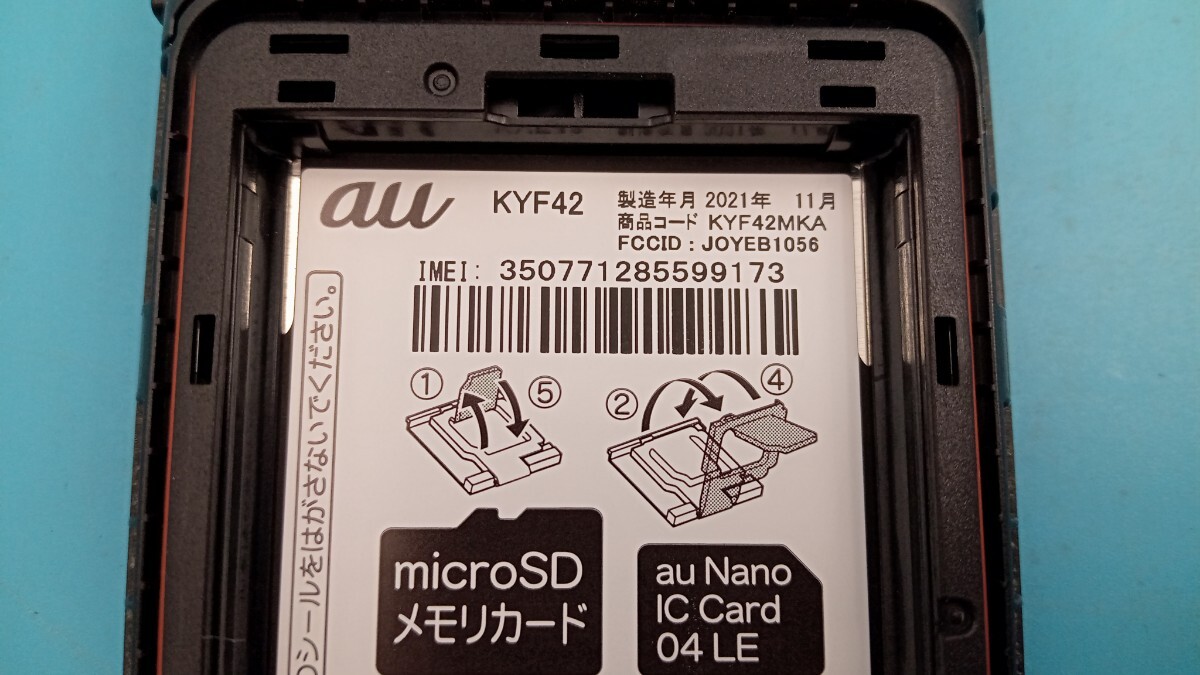 au KYF42 製造年月 2021年 11月
商品コード KYF42MKA
FCCID : JOYEB1056
IMEI: 350771285599173
① ⑤ ② ④
microSD
メモリカード
au Nano
IC Card
04 LE
のシールをはがさないでください。